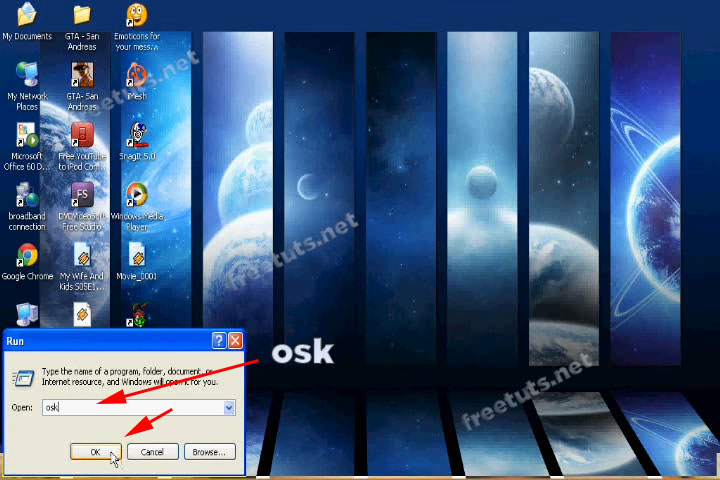 My Documents
GTA - San
Andreas
Emoticons for
your mess...
My Network
Places
GTA- San
Andreas
iMesh
Microsoft
Office 60 D...
Free YouTube
to iPod Con...
SnagIt 5.0
broadband
connection
DVDVideoSoft
Free Studio
Windows Media
Player
Google Chrome
My Wife And
Kids S05E1...
Movie_0001
freetuts.net
freetuts.net
freetuts.net
Run
Type the name of a program, folder, document, or
Internet resource, and Windows will open it for you.
Open:
osk
OK
Cancel
Browse...
osk